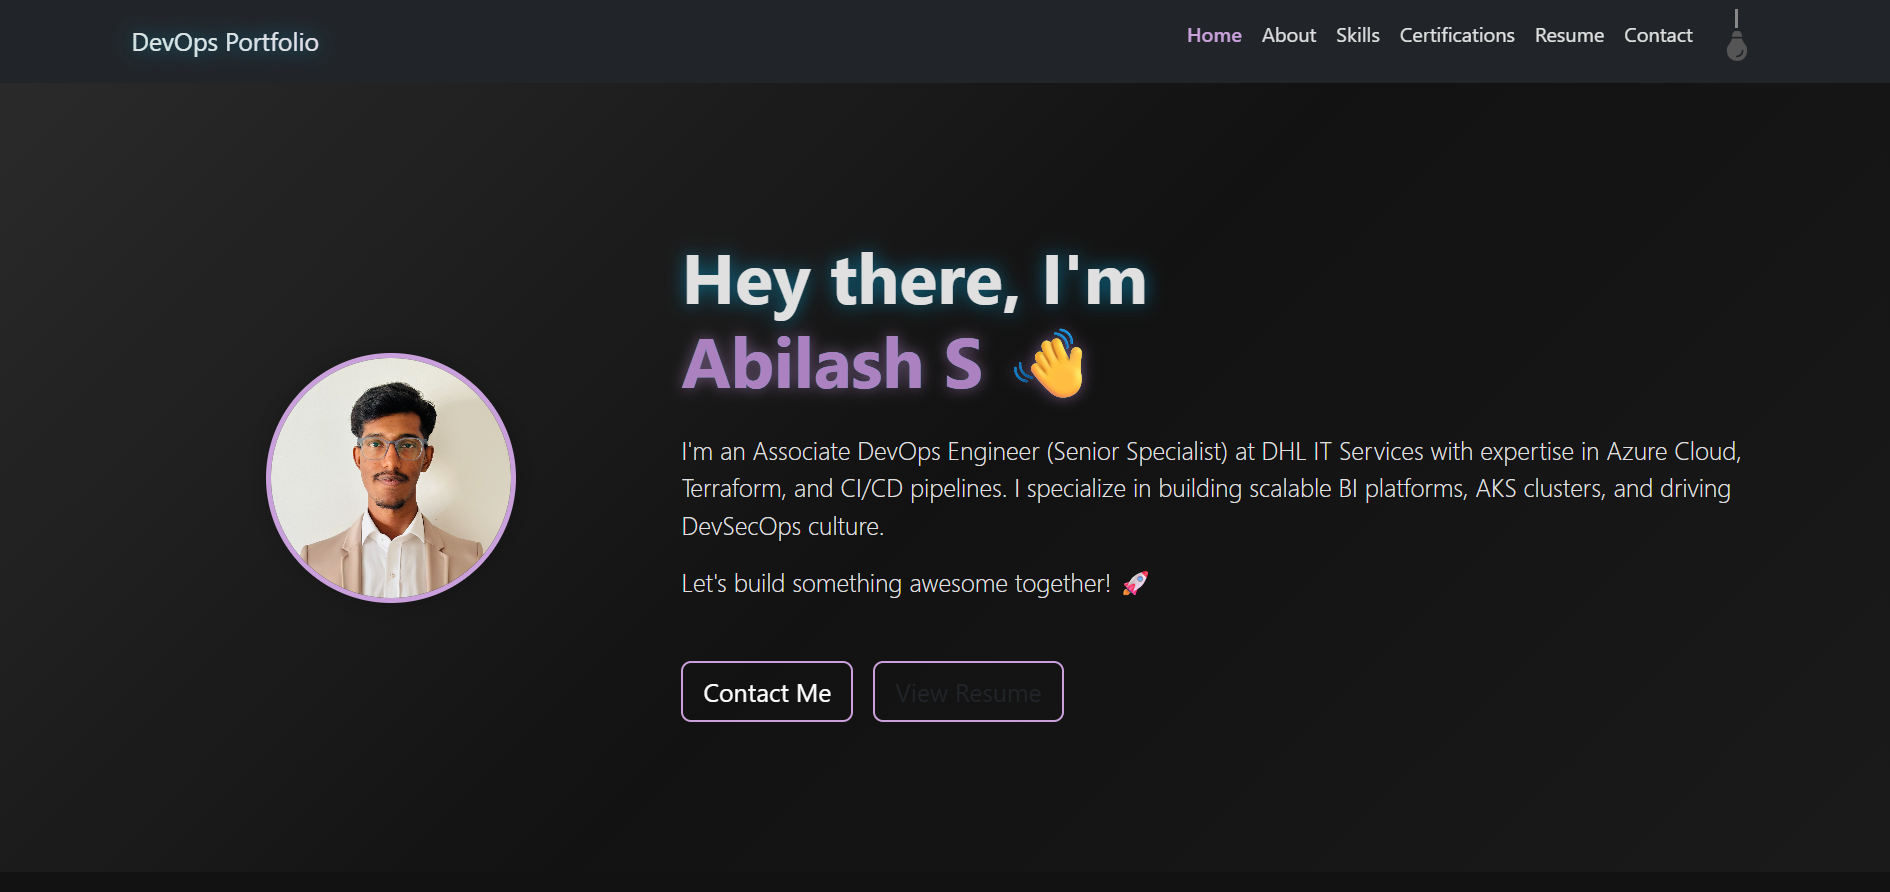 DevOps Portfolio
Home About Skills Certifications Resume Contact
Hey there, I'm
Abilash S 👋
I'm an Associate DevOps Engineer (Senior Specialist) at DHL IT Services with expertise in Azure Cloud,
Terraform, and CI/CD pipelines. I specialize in building scalable BI platforms, AKS clusters, and driving
DevSecOps culture.
Let's build something awesome together! 🚀
Contact Me
View Resume